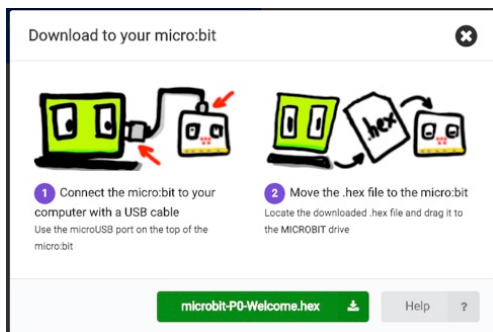 Download to your micro:bit
.hex
1 Connect the micro:bit to your
computer with a USB cable
Use the microUSB port on the top of the
micro:bit
2 Move the .hex file to the micro:bit
Locate the downloaded .hex file and drag it to
the MICROBIT drive
microbit-P0-Welcome.hex
Help ?